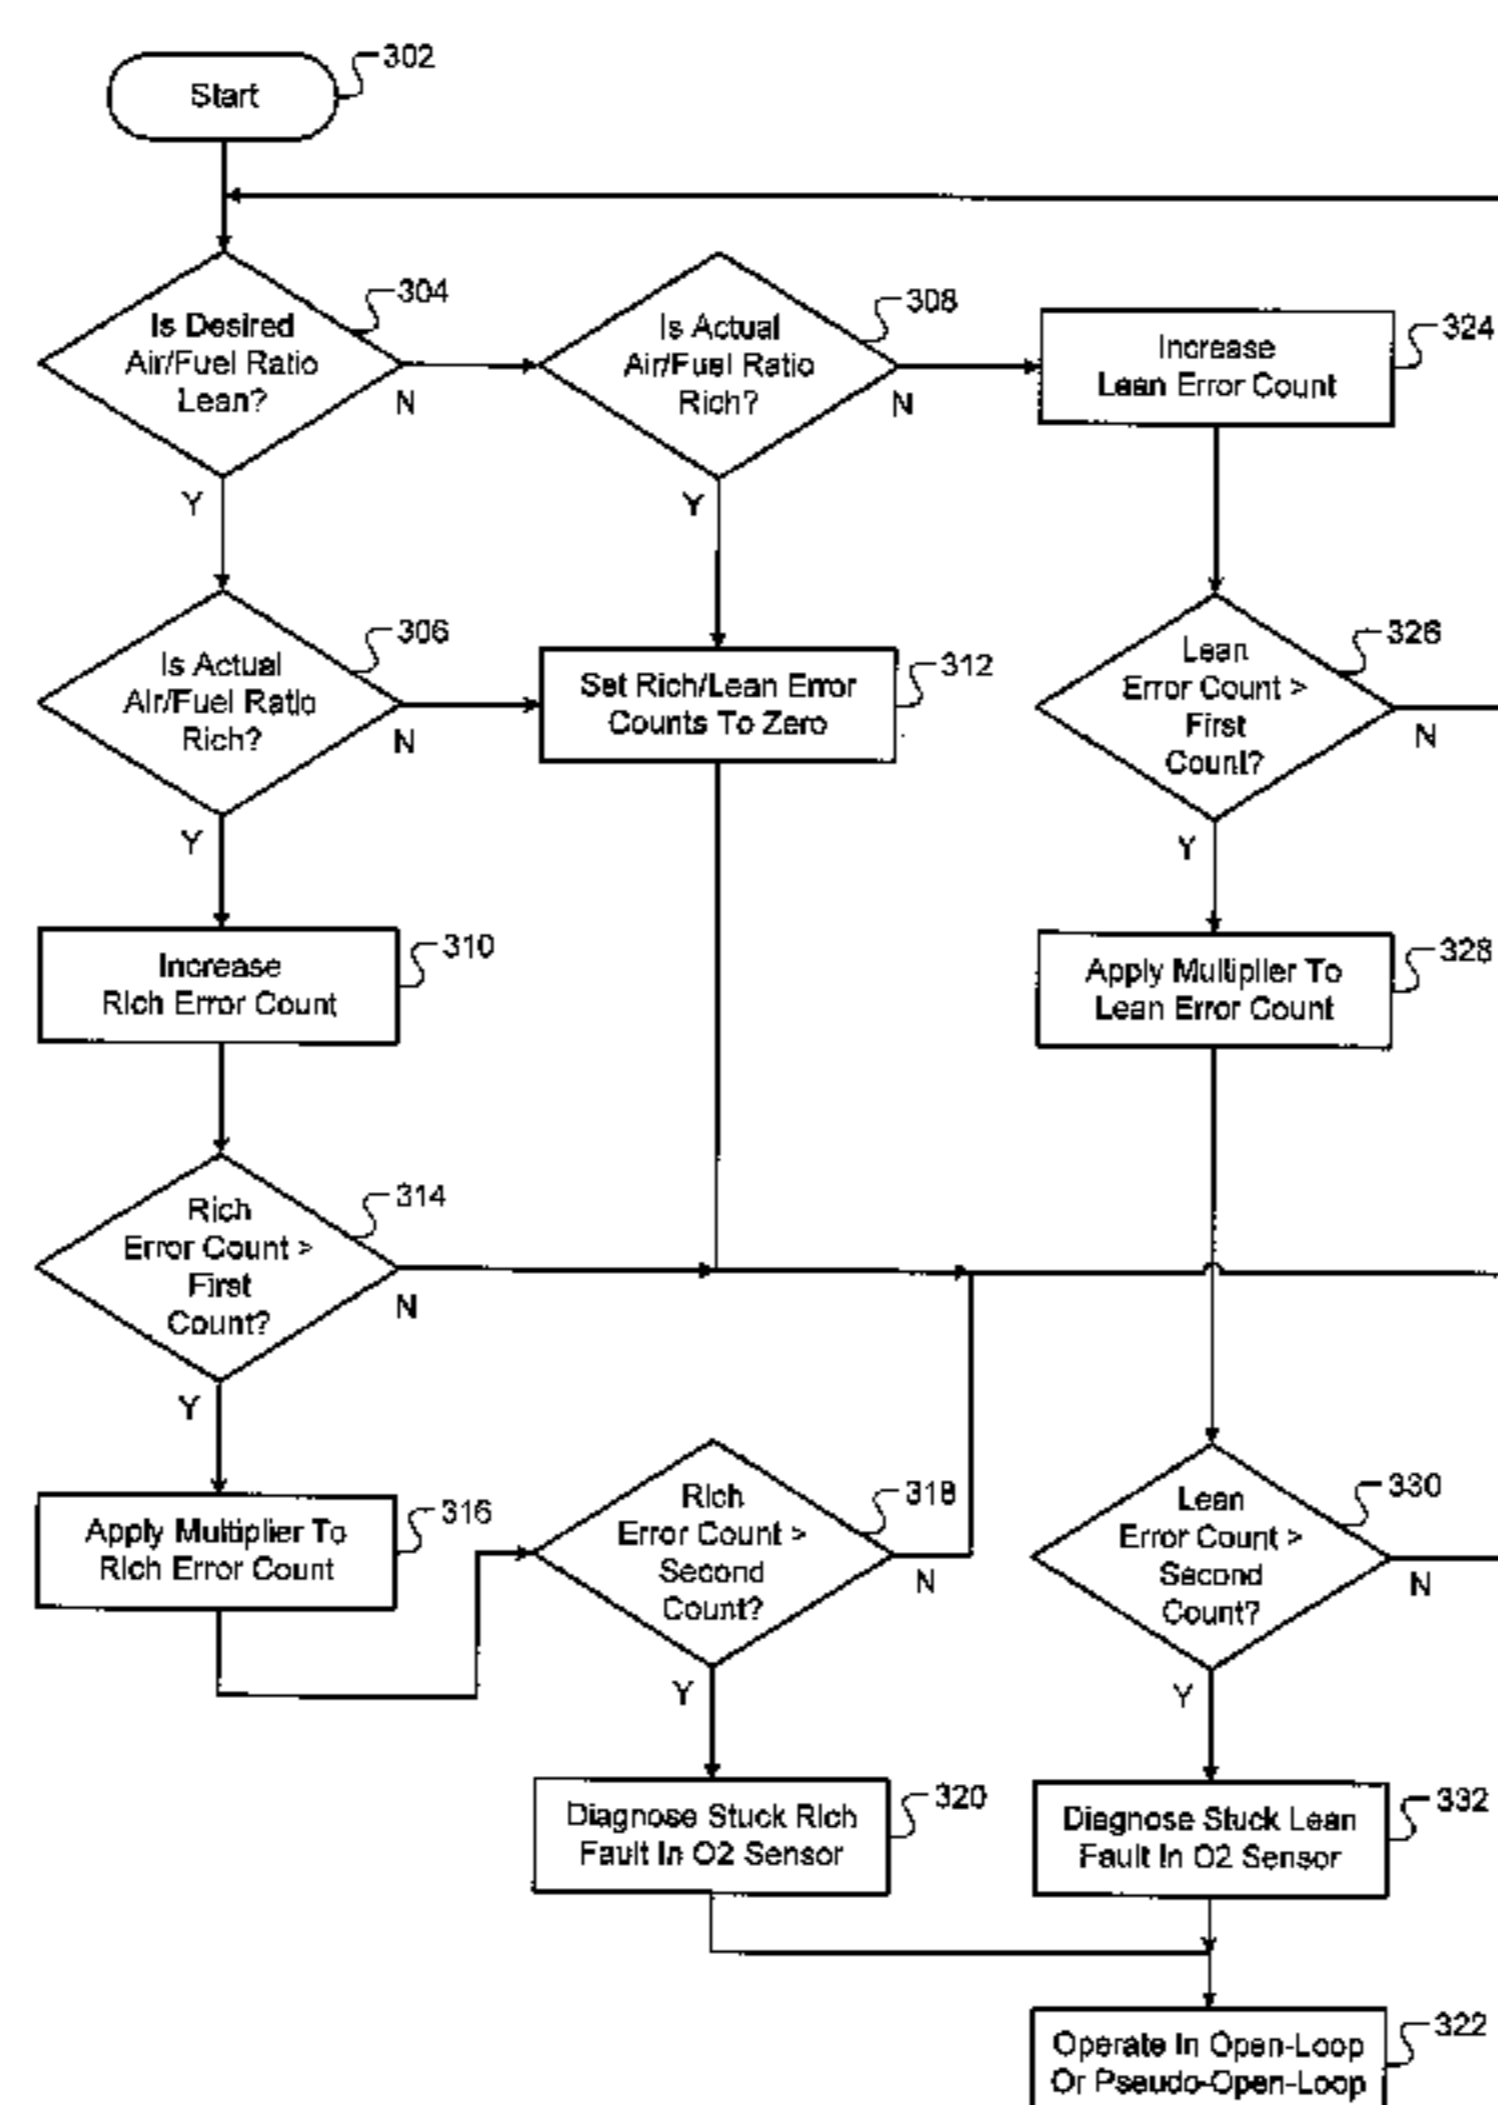 Start
302
Is Desired
Air/Fuel Ratio
Lean?
304
N
Y
Is Actual
Air/Fuel Ratio
Rich?
308
N
Y
Increase
Lean Error Count
324
Is Actual
Air/Fuel Ratio
Rich?
306
N
Y
Set Rich/Lean Error
Counts To Zero
312
Lean
Error Count >
First
Count?
326
N
Y
Increase
Rich Error Count
310
Apply Multiplier To
Lean Error Count
328
Rich
Error Count >
First
Count?
314
N
Y
Apply Multiplier To
Rich Error Count
316
Rich
Error Count >
Second
Count?
318
N
Y
Lean
Error Count >
Second
Count?
330
N
Y
Diagnose Stuck Rich
Fault In O2 Sensor
320
Diagnose Stuck Lean
Fault In O2 Sensor
332
Operate In Open-Loop
Or Pseudo-Open-Loop
322